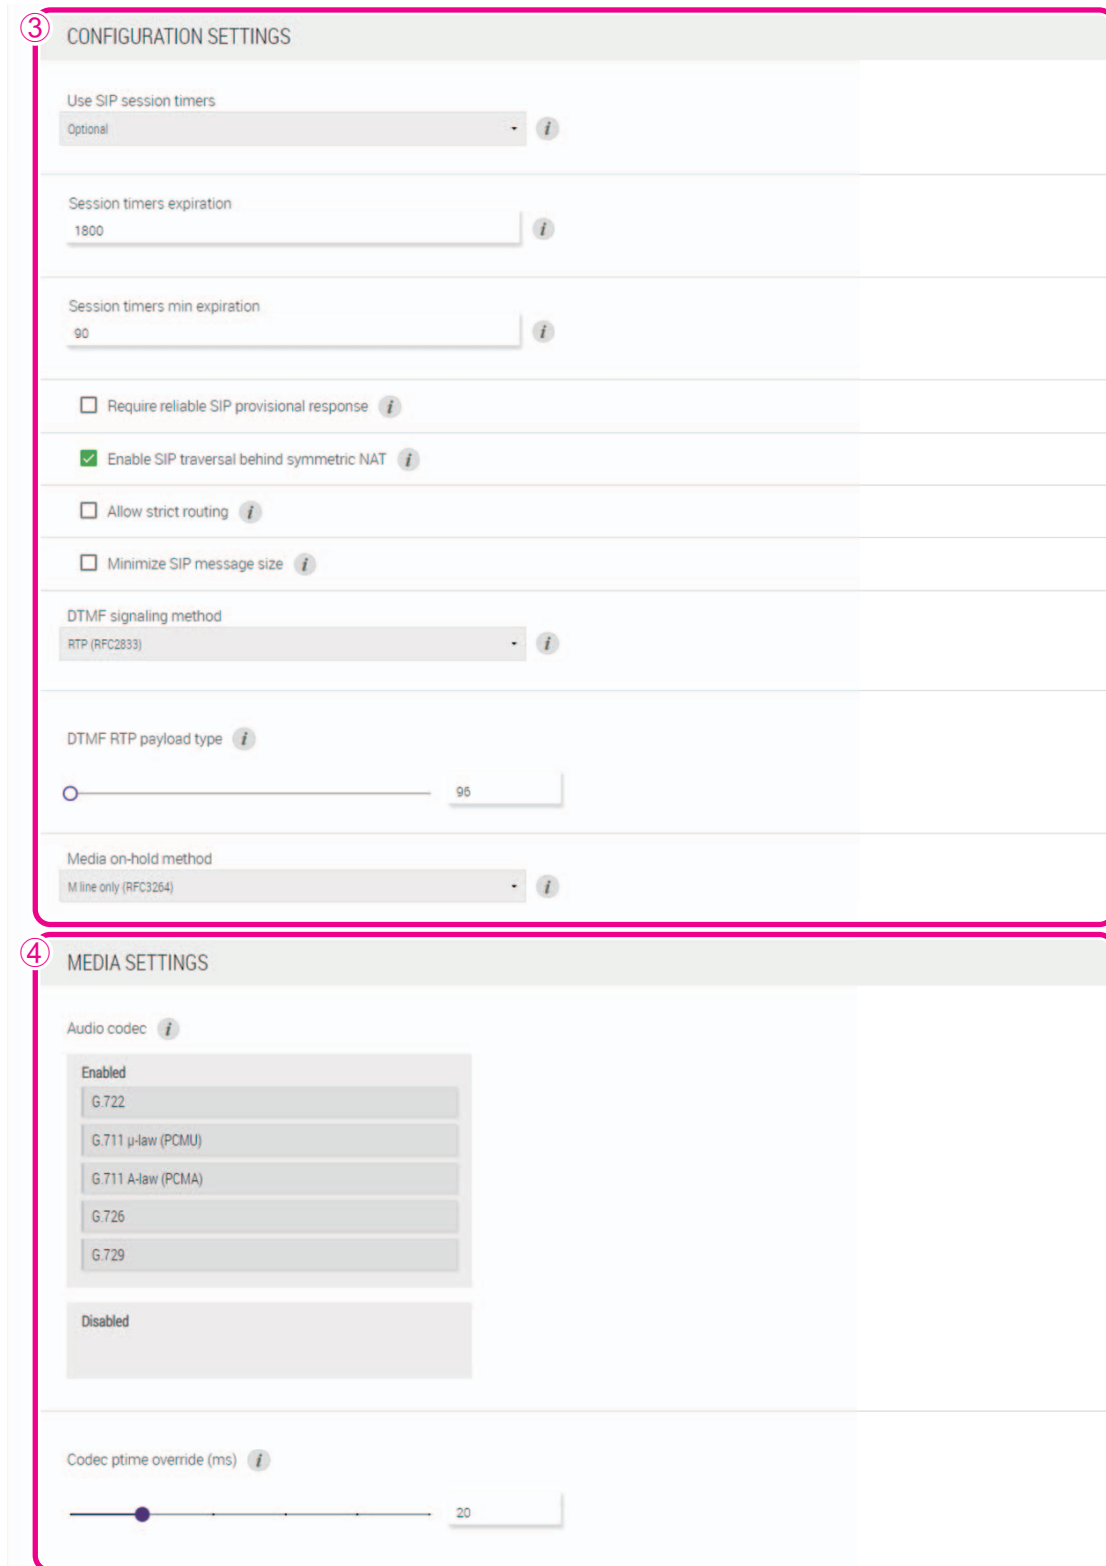 ③
CONFIGURATION SETTINGS
Use SIP session timers
Optional
i
Session timers expiration
1800
i
Session timers min expiration
90
i
Require reliable SIP provisional response i
Enable SIP traversal behind symmetric NAT i
Allow strict routing i
Minimize SIP message size i
DTMF signaling method
RTP (RFC2833)
i
DTMF RTP payload type i
96
Media on-hold method
M line only (RFC3264)
i
④
MEDIA SETTINGS
Audio codec i
Enabled
G.722
G.711 μ-law (PCMU)
G.711 A-law (PCMA)
G.726
G.729
Disabled
Codec ptime override (ms) i
20